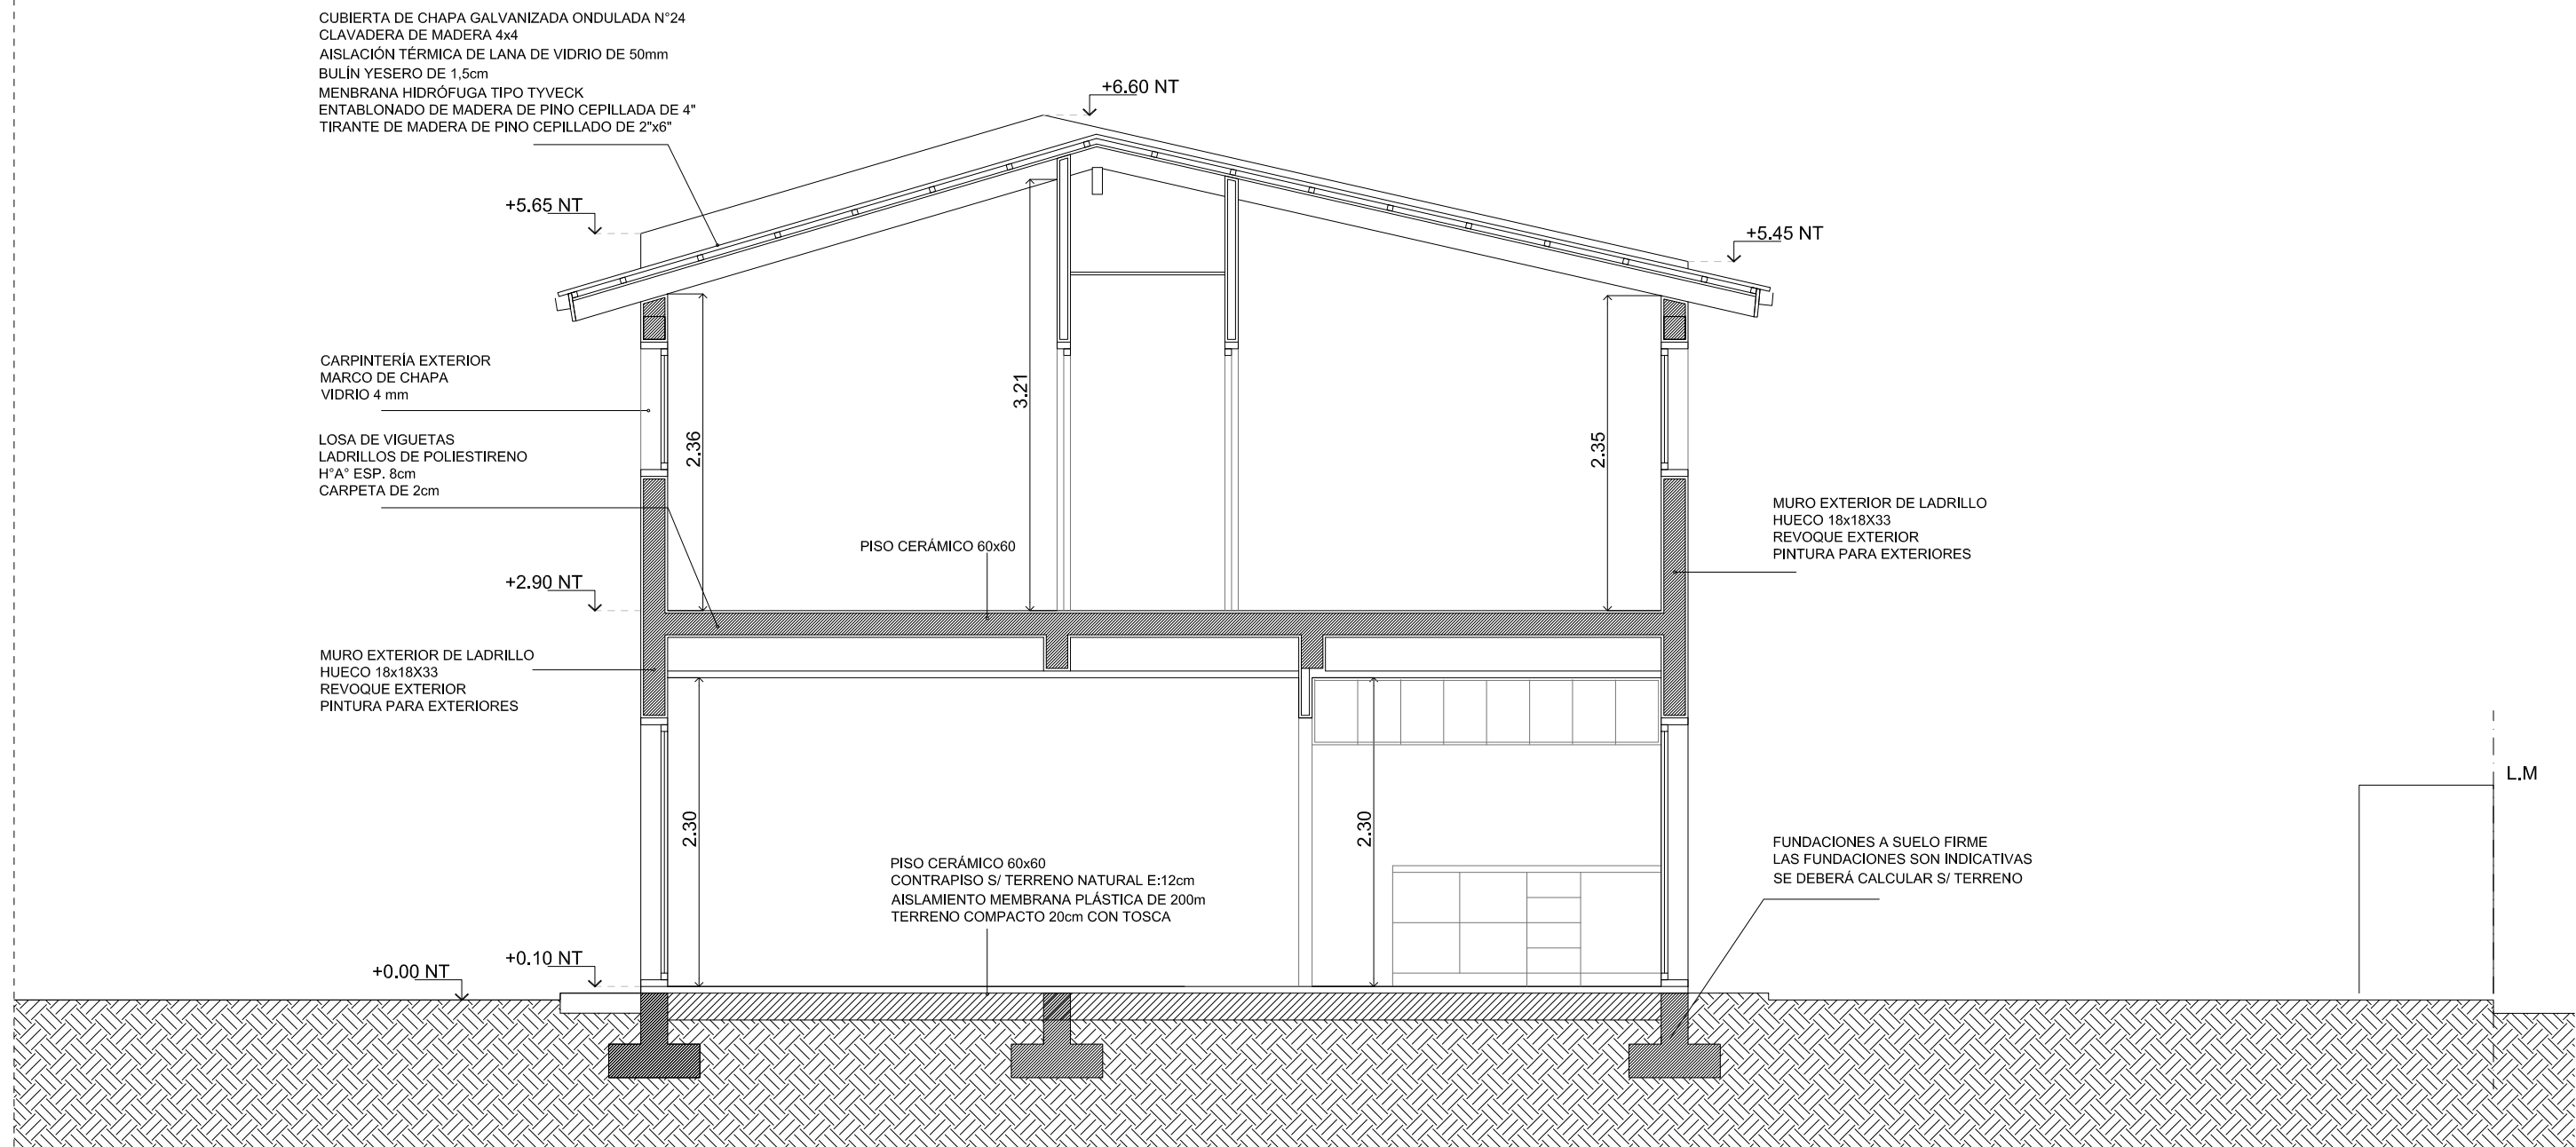 CUBIERTA DE CHAPA GALVANIZADA ONDULADA N°24
CLAVADERA DE MADERA 4x4
AISLACIÓN TÉRMICA DE LANA DE VIDRIO DE 50mm
BULÍN YESERO DE 1,5cm
MENBRANA HIDRÓFUGA TIPO TYVECK
ENTABLONADO DE MADERA DE PINO CEPILLADA DE 4"
TIRANTE DE MADERA DE PINO CEPILLADO DE 2"x6"
+6.60 NT
+5.65 NT
+5.45 NT
CARPINTERÍA EXTERIOR
MARCO DE CHAPA
VIDRIO 4 mm
3.21
2.36
2.35
LOSA DE VIGUETAS
LADRILLOS DE POLIESTIRENO
H°A° ESP. 8cm
CARPETA DE 2cm
MURO EXTERIOR DE LADRILLO
HUECO 18x18X33
REVOQUE EXTERIOR
PINTURA PARA EXTERIORES
PISO CERÁMICO 60x60
+2.90 NT
MURO EXTERIOR DE LADRILLO
HUECO 18x18X33
REVOQUE EXTERIOR
PINTURA PARA EXTERIORES
L.M
2.30
2.30
FUNDACIONES A SUELO FIRME
LAS FUNDACIONES SON INDICATIVAS
SE DEBERÁ CALCULAR S/ TERRENO
PISO CERÁMICO 60x60
CONTRAPISO S/ TERRENO NATURAL E:12cm
AISLAMIENTO MEMBRANA PLÁSTICA DE 200m
TERRENO COMPACTO 20cm CON TOSCA
+0.10 NT
+0.00 NT